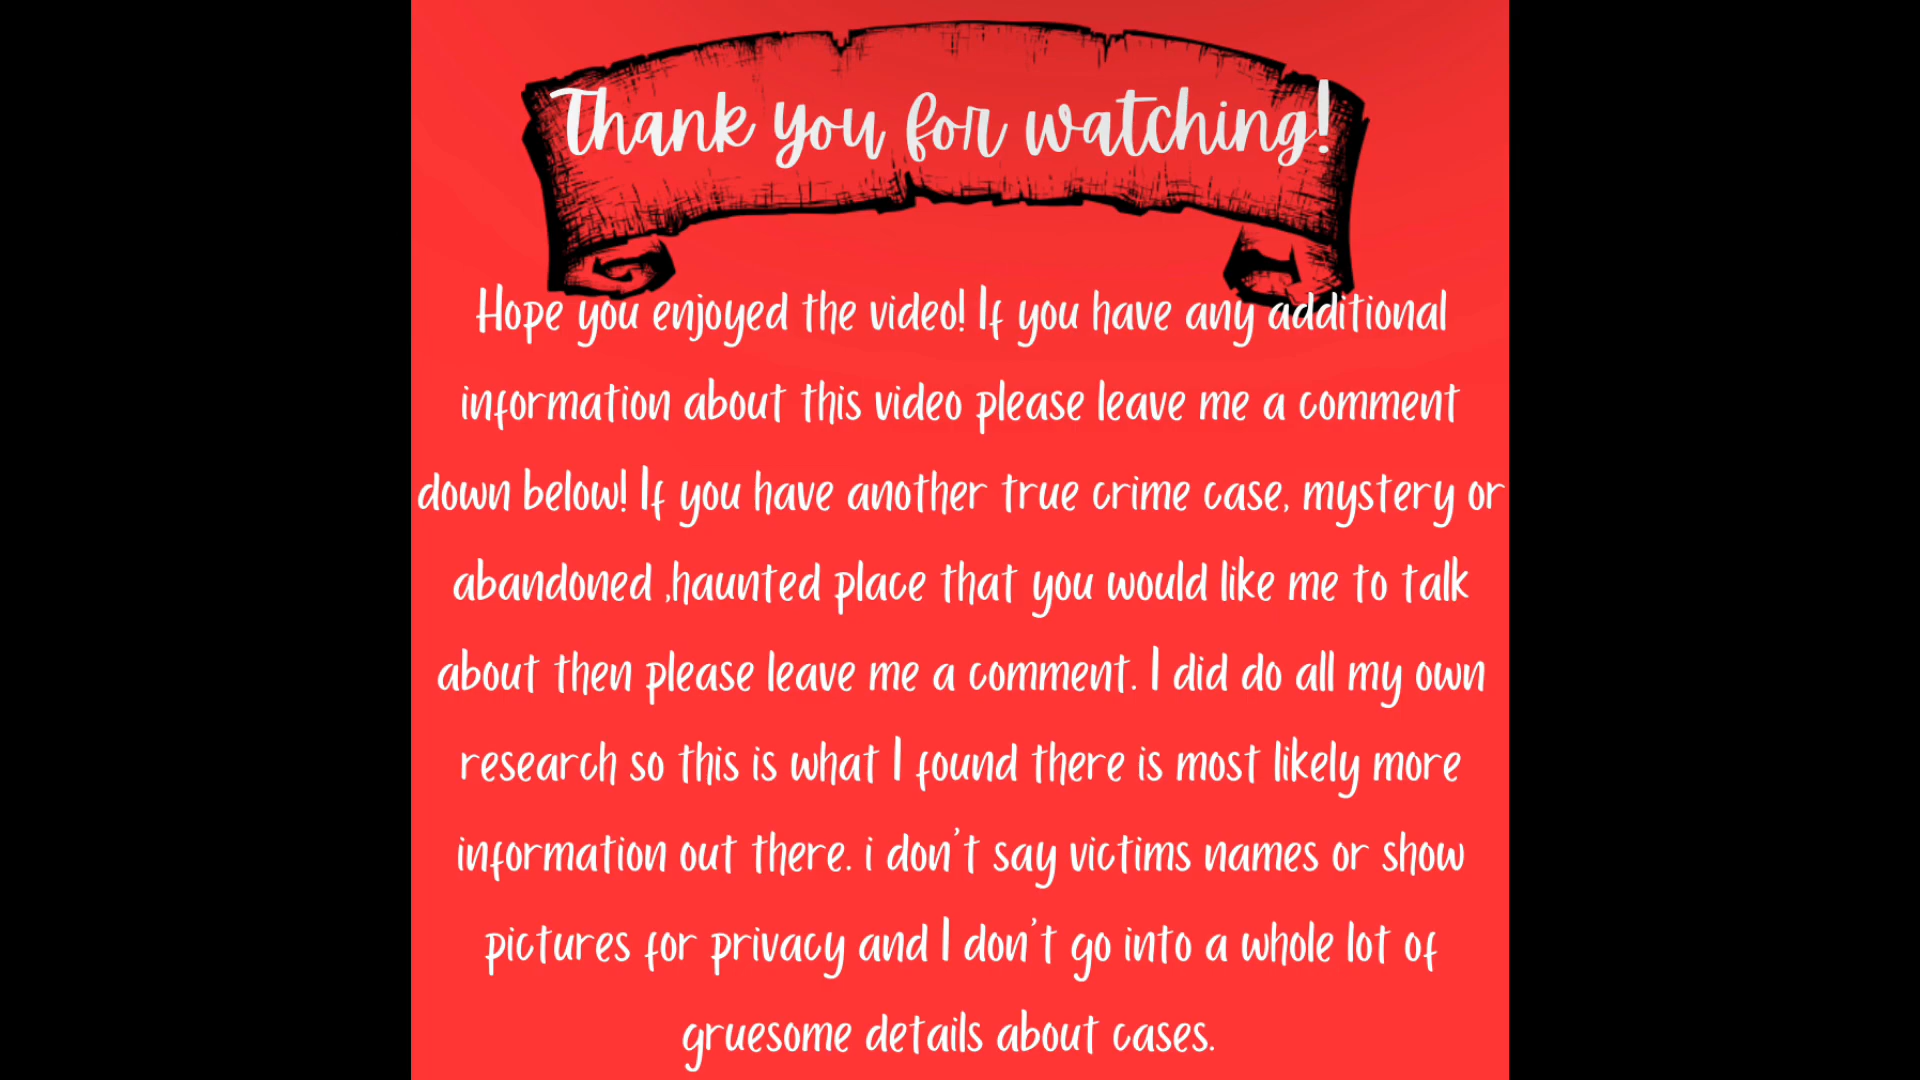 Thank you for watching!
Hope you enjoyed the video! If you have any additional
information about this video please leave me a comment
down below! If you have another true crime case, mystery or
abandoned ,haunted place that you would like me to talk
about then please leave me a comment. I did do all my own
research so this is what I found there is most likely more
information out there. i don't say victims names or show
pictures for privacy and I don't go into a whole lot of
gruesome details about cases.